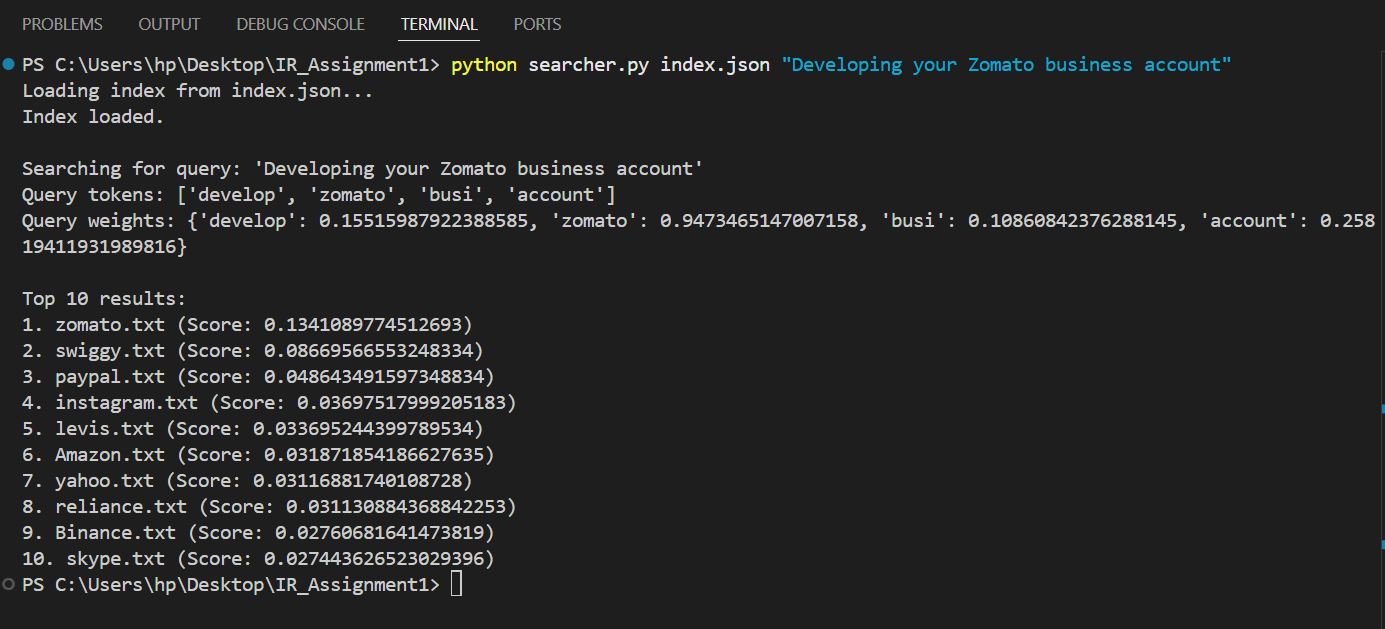 PROBLEMS OUTPUT DEBUG CONSOLE TERMINAL PORTS
PS C:\Users\hp\Desktop\IR_Assignment1> python searcher.py index.json "Developing your Zomato business account"
Loading index from index.json...
Index loaded.
Searching for query: 'Developing your Zomato business account'
Query tokens: ['develop', 'zomato', 'busi', 'account']
Query weights: {'develop': 0.15515987922388585, 'zomato': 0.9473465147007158, 'busi': 0.10860842376288145, 'account': 0.258
19411931989816}
Top 10 results:
1. zomato.txt (Score: 0.1341089774512693)
2. swiggy.txt (Score: 0.08669566553248334)
3. paypal.txt (Score: 0.048643491597348834)
4. instagram.txt (Score: 0.03697517999205183)
5. levis.txt (Score: 0.033695244399789534)
6. Amazon.txt (Score: 0.031871854186627635)
7. yahoo.txt (Score: 0.03116881740108728)
8. reliance.txt (Score: 0.031130884368842253)
9. Binance.txt (Score: 0.02760681641473819)
10. skype.txt (Score: 0.027443626523029396)
PS C:\Users\hp\Desktop\IR_Assignment1>